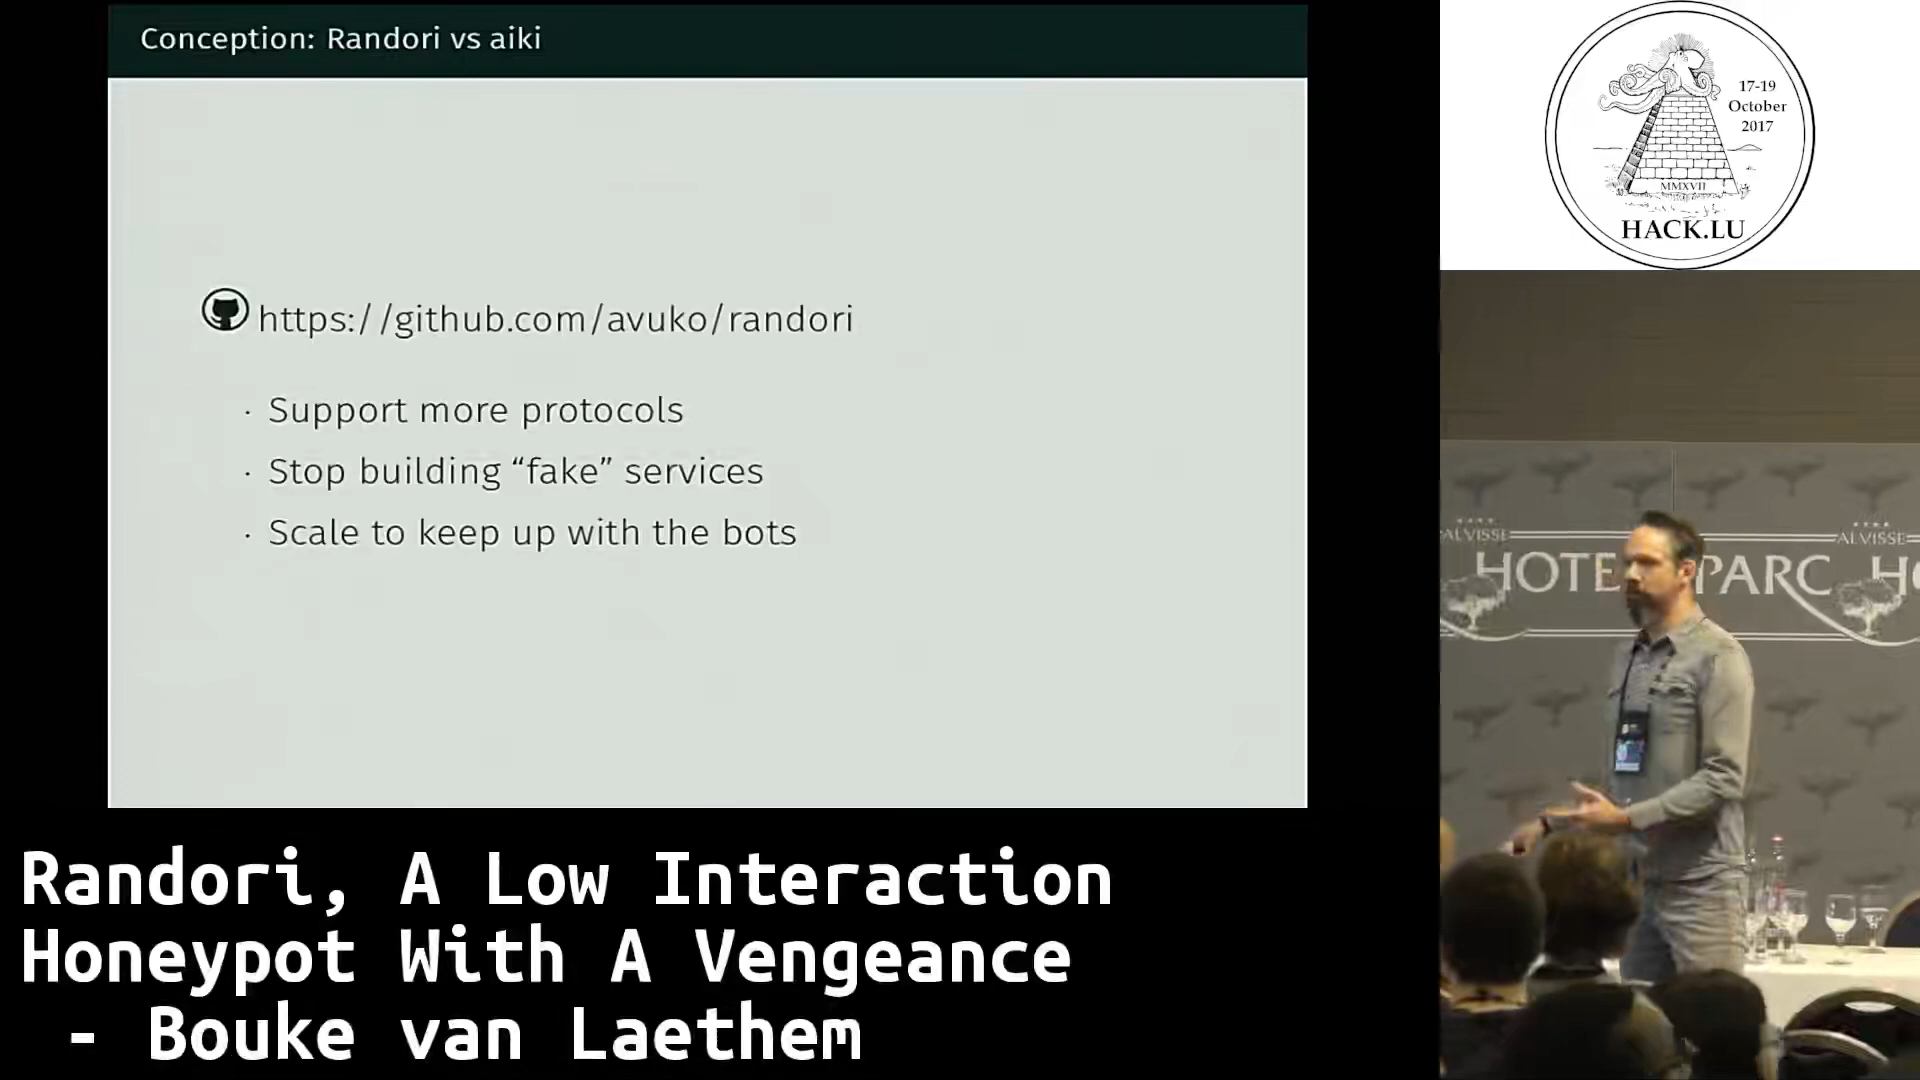 Conception: Randori vs aiki
https://github.com/avuko/randori
· Support more protocols
· Stop building “fake” services
· Scale to keep up with the bots
17-19
October
2017
MMXVII
HACK.LU
ALVISSE
ALVISSE
HOTE PARC H
Randori, A Low Interaction
Honeypot With A Vengeance
- Bouke van Laethem